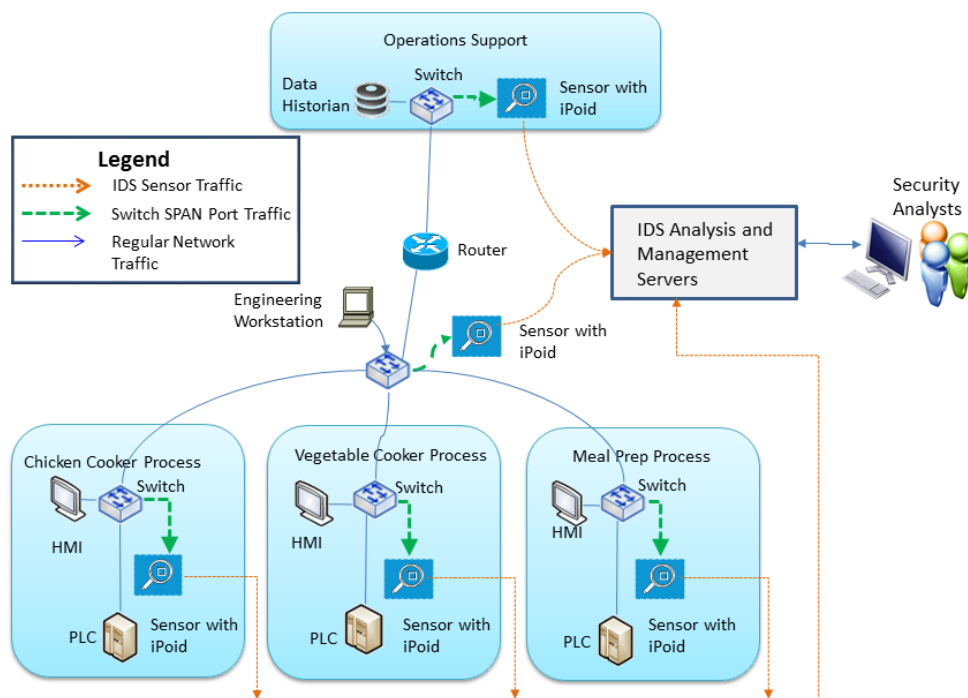 Operations Support
Switch
Data
Historian
Sensor with
iPoid
Legend
IDS Sensor Traffic
Switch SPAN Port Traffic
Regular Network
Traffic
Security
Analysts
IDS Analysis and
Management
Servers
Router
Engineering
Workstation
Sensor with
iPoid
Chicken Cooker Process
Switch
HMI
PLC
Sensor with
iPoid
Vegetable Cooker Process
Switch
HMI
PLC
Sensor with
iPoid
Meal Prep Process
Switch
HMI
PLC
Sensor with
iPoid